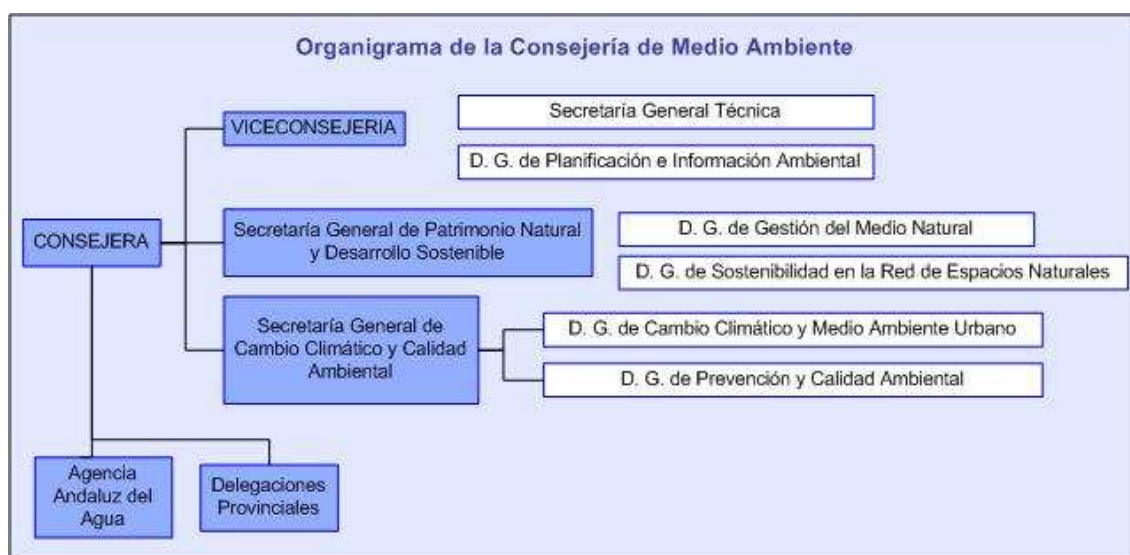 Organigrama de la Consejería de Medio Ambiente
VICECONSEJERIA
Secretaría General Técnica
D. G. de Planificación e Información Ambiental
CONSEJERA
Secretaría General de Patrimonio Natural
y Desarrollo Sostenible
D. G. de Gestión del Medio Natural
D. G. de Sostenibilidad en la Red de Espacios Naturales
Secretaría General de
Cambio Climático y Calidad
Ambiental
D. G. de Cambio Climático y Medio Ambiente Urbano
D. G. de Prevención y Calidad Ambiental
Agencia
Andaluz del
Agua
Delegaciones
Provinciales